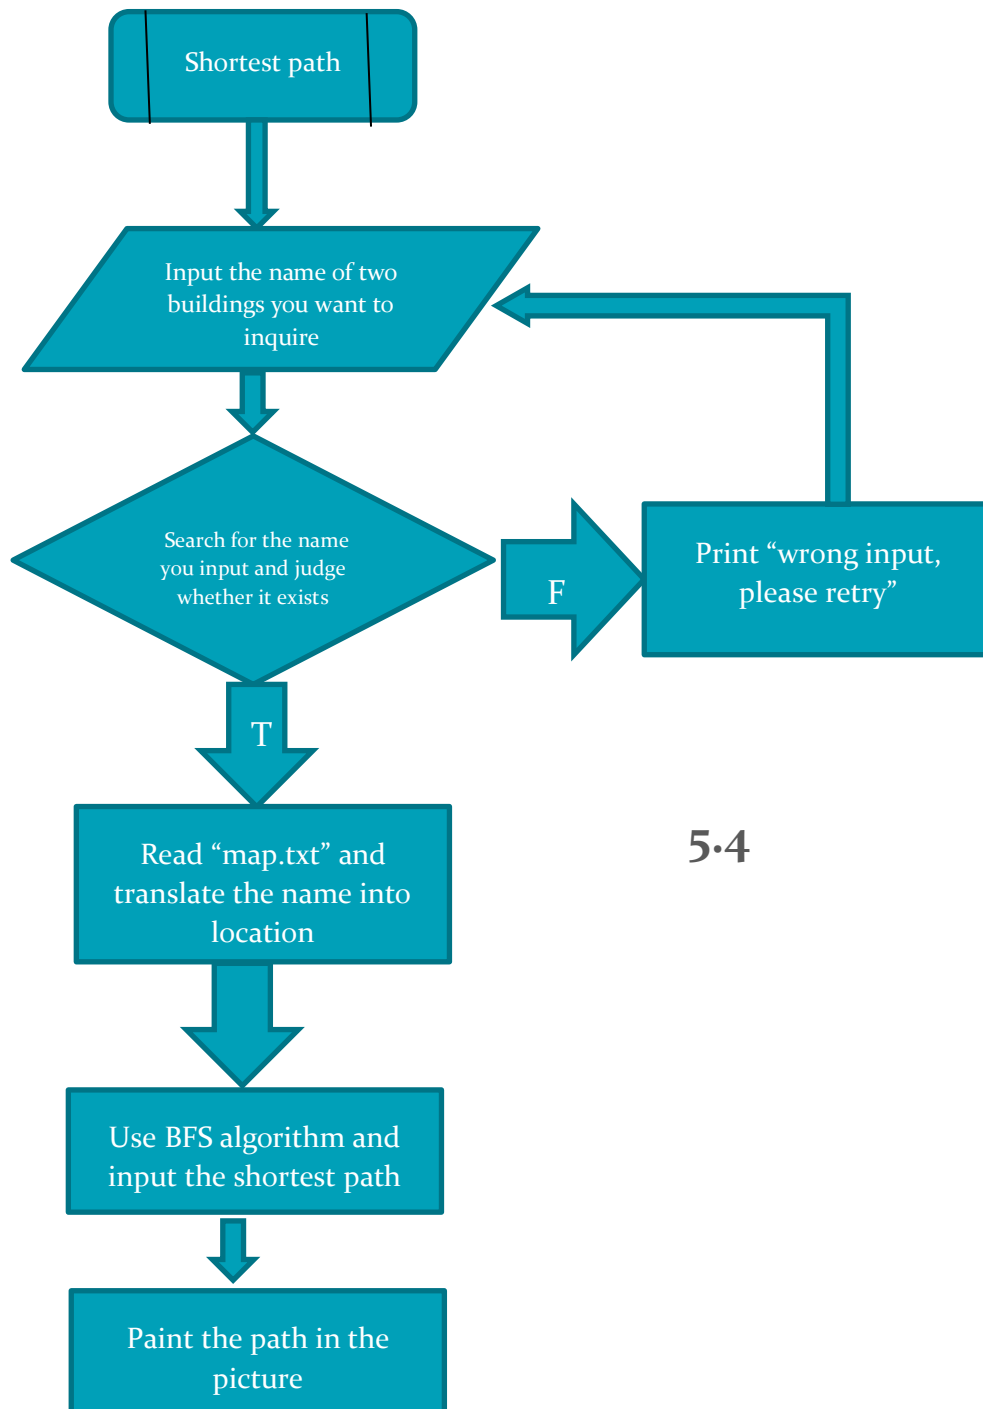 Shortest path
Input the name of two
buildings you want to
inquire
Search for the name
you input and judge
whether it exists
F
Print “wrong input,
please retry”
T
Read “map.txt” and
translate the name into
location
5.4
Use BFS algorithm and
input the shortest path
Paint the path in the
picture